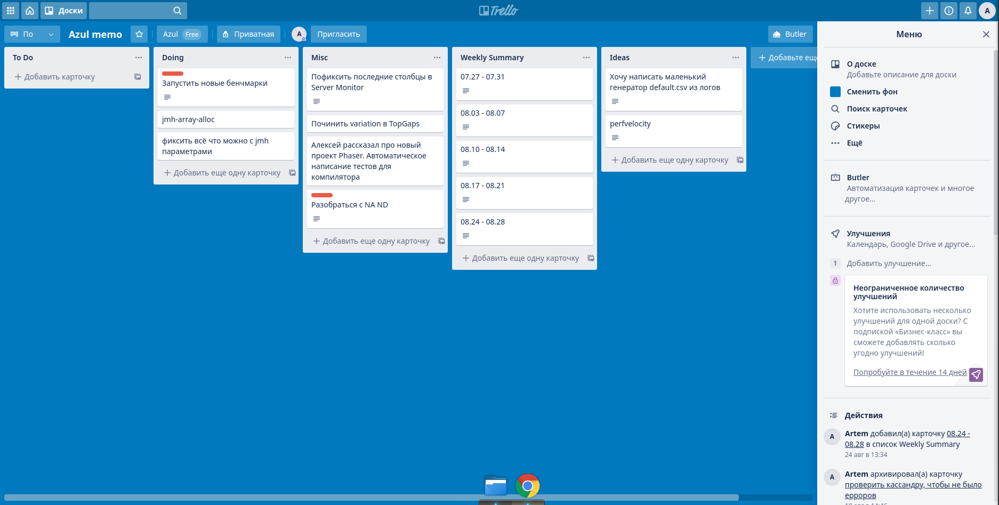 Доски
Trello
A
По
Azul memo
Azul Free
Приватная
A
Пригласить
Butler
To Do
Добавить карточку
Doing
Запустить новые бенчмарки
jmh-array-alloc
фиксить всё что можно с jmh
параметрами
Добавить еще одну карточку
Misc
Пофиксить последние столбцы в
Server Monitor
Починить variation в TopGaps
Алексей рассказал про новый
проект Phaser. Автоматическое
написание тестов для
компилятора
Разобраться с NA ND
Добавить еще одну карточку
Weekly Summary
07.27 - 07.31
08.03 - 08.07
08.10 - 08.14
08.17 - 08.21
08.24 - 08.28
Добавить еще одну карточку
Ideas
Хочу написать маленький
генератор default.csv из логов
perfvelocity
Добавить еще одну карточку
Добавьте ещё
Меню
О доске
Добавьте описание для доски
Сменить фон
Поиск карточек
Стикеры
Ещё
Butler
Автоматизация карточек и многое
другое...
Улучшения
Календарь, Google Drive и другое...
1 Добавить улучшение...
Неограниченное количество
улучшений
Хотите использовать несколько
улучшений для одной доски? С
подпиской «Бизнес-класс» вы
сможете добавлять сколько
угодно улучшений!
Попробуйте в течение 14 дней
Действия
A
Artem добавил(а) карточку 08.24 -
08.28 в список Weekly Summary
24 авг в 13:34
A
Artem архивировал(а) карточку
проверить кассандру, чтобы не было
ерроров